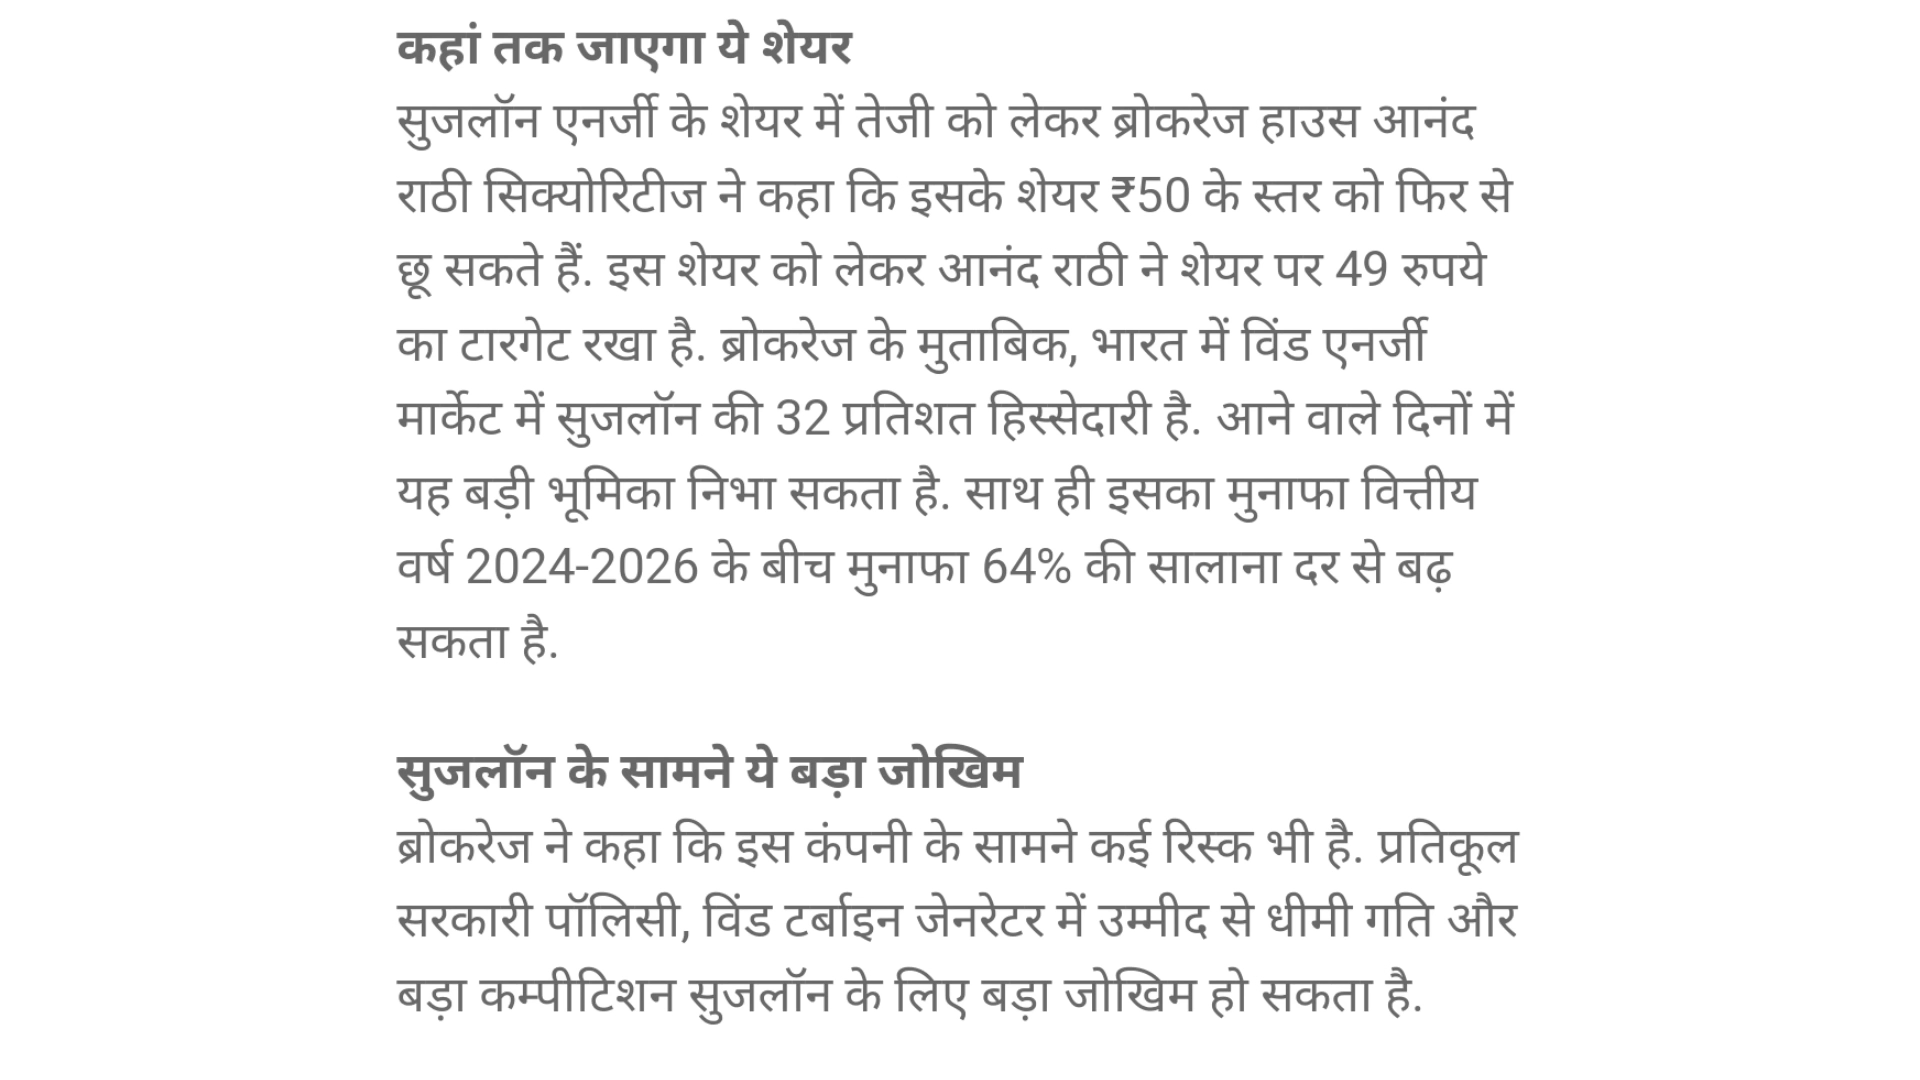 कहां तक जाएगा ये शेयर
सुजलॉन एनर्जी के शेयर में तेजी को लेकर ब्रोकरेज हाउस आनंद
राठी सिक्योरिटीज ने कहा कि इसके शेयर ₹50 के स्तर को फिर से
छू सकते हैं. इस शेयर को लेकर आनंद राठी ने शेयर पर 49 रुपये
का टारगेट रखा है. ब्रोकरेज के मुताबिक, भारत में विंड एनर्जी
मार्केट में सुजलॉन की 32 प्रतिशत हिस्सेदारी है. आने वाले दिनों में
यह बड़ी भूमिका निभा सकता है. साथ ही इसका मुनाफा वित्तीय
वर्ष 2024-2026 के बीच मुनाफा 64% की सालाना दर से बढ़
सकता है.
सुजलॉन के सामने ये बड़ा जोखिम
ब्रोकरेज ने कहा कि इस कंपनी के सामने कई रिस्क भी है. प्रतिकूल
सरकारी पॉलिसी, विंड टर्बाइन जेनरेटर में उम्मीद से धीमी गति और
बड़ा कम्पीटिशन सुजलॉन के लिए बड़ा जोखिम हो सकता है.